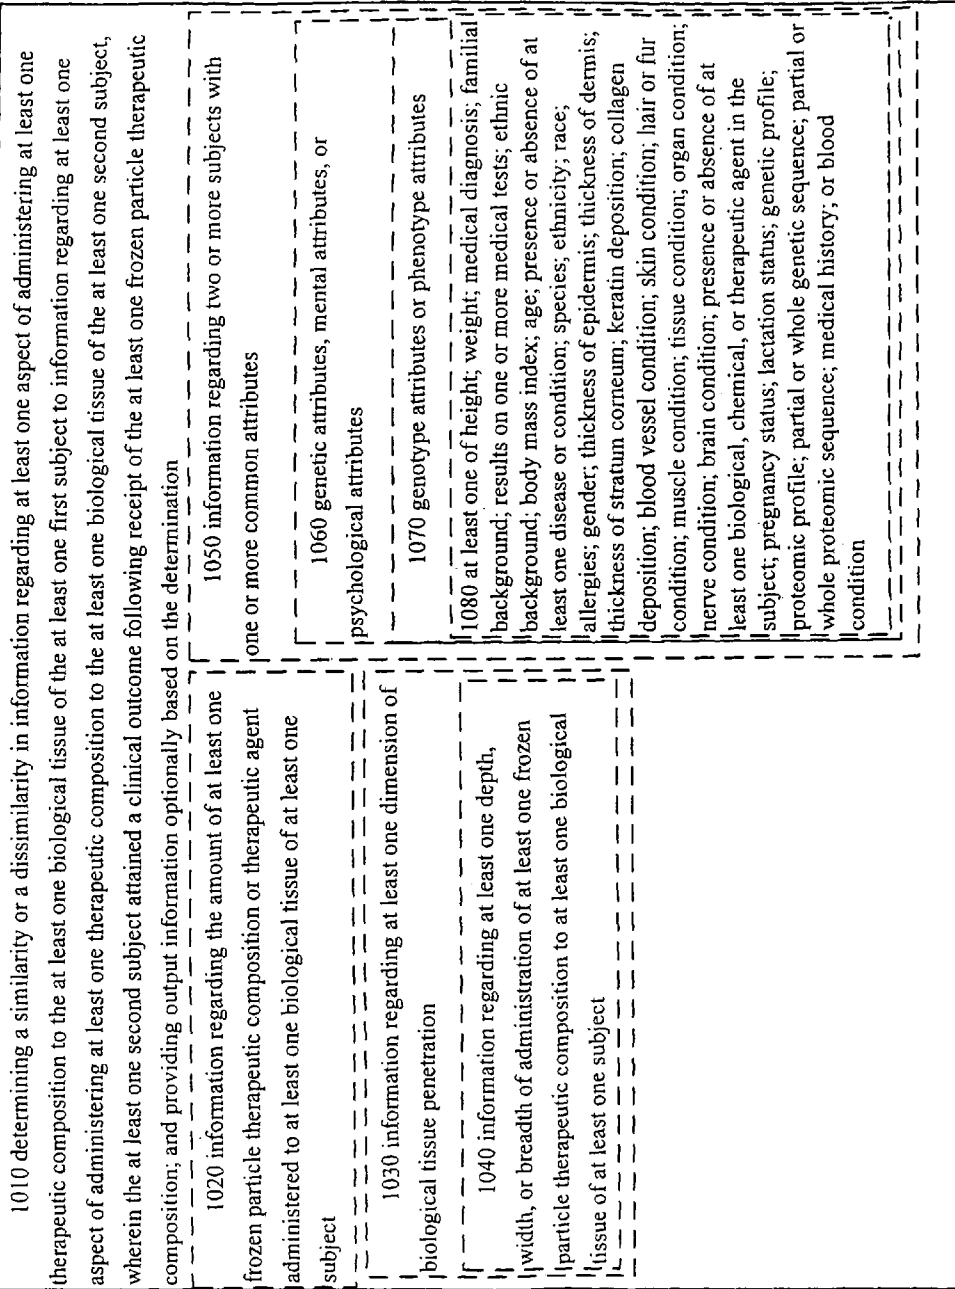 1010 determining a similarity or a dissimilarity in information regarding at least one aspect of administering at least one
therapeutic composition to the at least one biological tissue of the at least one first subject to information regarding at least one
aspect of administering at least one therapeutic composition to the at least one biological tissue of the at least one second subject,
wherein the at least one second subject attained a clinical outcome following receipt of the at least one frozen particle therapeutic
composition; and providing output information optionally based on the determination
1020 information regarding the amount of at least one
frozen particle therapeutic composition or therapeutic agent
administered to at least one biological tissue of at least one
subject
1030 information regarding at least one dimension of
biological tissue penetration
1040 information regarding at least one depth,
width, or breadth of administration of at least one frozen
particle therapeutic composition to at least one biological
tissue of at least one subject
1050 information regarding two or more subjects with
one or more common attributes
1060 genetic attributes, mental attributes, or
psychological attributes
1070 genotype attributes or phenotype attributes
1080 at least one of height; weight; medical diagnosis; familial
background; results on one or more medical tests; ethnic
background; body mass index; age; presence or absence of at
least one disease or condition; species; ethnicity; race;
allergies; gender; thickness of epidermis; thickness of dermis;
thickness of stratum corneum; keratin deposition; collagen
deposition; blood vessel condition; skin condition; hair or fur
condition; muscle condition; tissue condition; organ condition;
nerve condition; brain condition; presence or absence of at
least one biological, chemical, or therapeutic agent in the
subject; pregnancy status; lactation status; genetic profile;
proteomic profile; partial or whole genetic sequence; partial or
whole proteomic sequence; medical history; or blood
condition